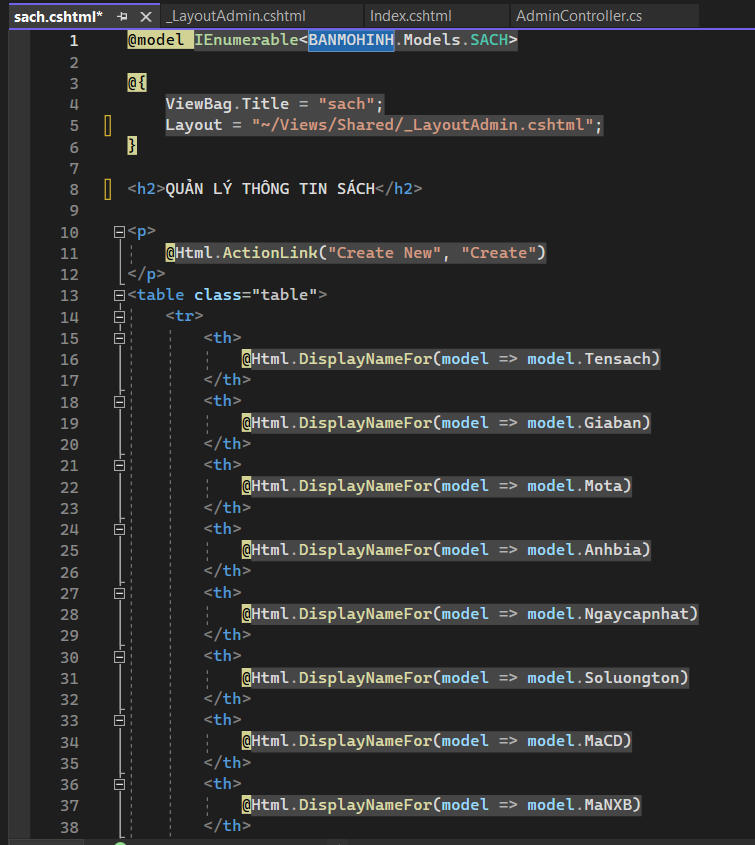 sach.cshtml* _LayoutAdmin.cshtml Index.cshtml AdminController.cs
1 @model IEnumerable<BANMOHINH.Models.SACH>
2
3 @{
4 ViewBag.Title = "sach";
5 Layout = "~/Views/Shared/_LayoutAdmin.cshtml";
6 }
7
8 <h2>QUẢN LÝ THÔNG TIN SÁCH</h2>
9
10 <p>
11 @Html.ActionLink("Create New", "Create")
12 </p>
13 <table class="table">
14 <tr>
15 <th>
16 @Html.DisplayNameFor(model => model.Tensach)
17 </th>
18 <th>
19 @Html.DisplayNameFor(model => model.Giaban)
20 </th>
21 <th>
22 @Html.DisplayNameFor(model => model.Mota)
23 </th>
24 <th>
25 @Html.DisplayNameFor(model => model.Anhbia)
26 </th>
27 <th>
28 @Html.DisplayNameFor(model => model.Ngaycapnhat)
29 </th>
30 <th>
31 @Html.DisplayNameFor(model => model.Soluongton)
32 </th>
33 <th>
34 @Html.DisplayNameFor(model => model.MaCD)
35 </th>
36 <th>
37 @Html.DisplayNameFor(model => model.MaNXB)
38 </th>